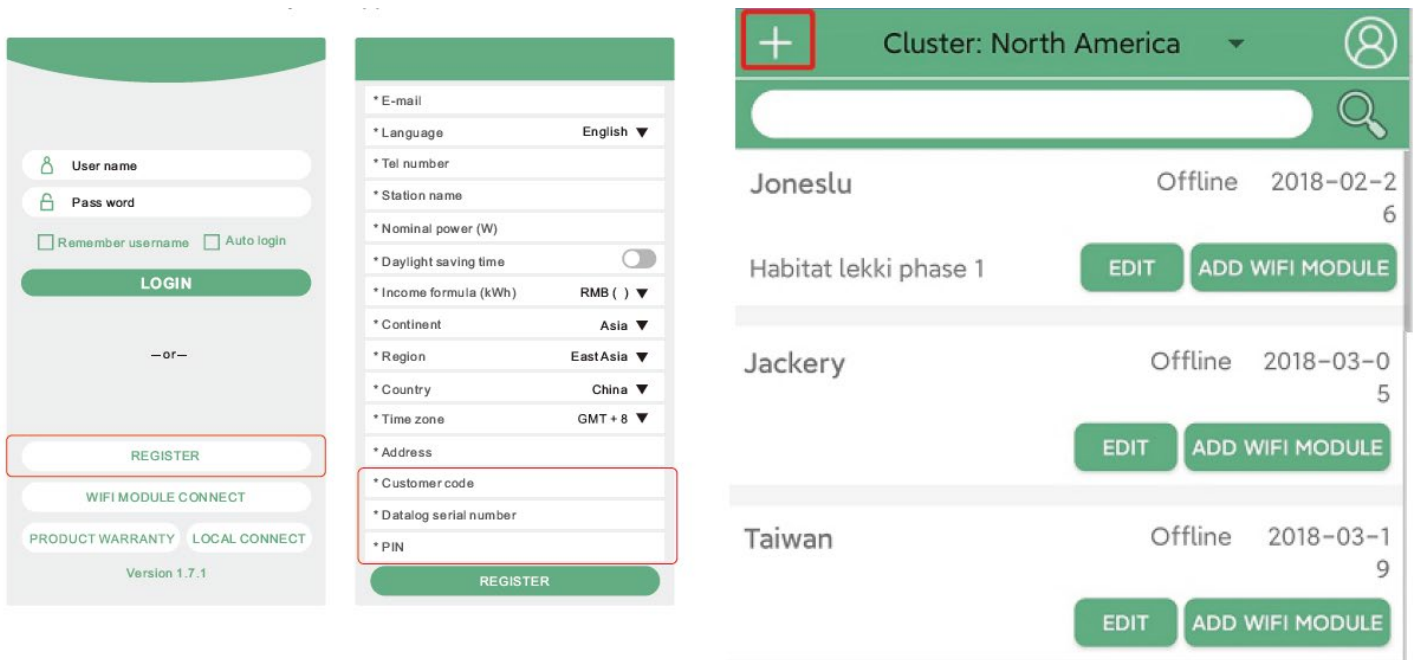 User name
Pass word
Remember username Auto login
LOGIN
—or—
REGISTER
WIFI MODULE CONNECT
PRODUCT WARRANTY LOCAL CONNECT
Version 1.7.1
* E-mail
* Language English ▼
* Tel number
* Station name
* Nominal power (W)
* Daylight saving time
* Income formula (kWh) RMB ( ) ▼
* Continent Asia ▼
* Region EastAsia ▼
* Country China ▼
* Time zone GMT + 8 ▼
* Address
* Customer code
* Datalog serial number
* PIN
REGISTER
Cluster: North America
Joneslu Offline 2018-02-2
6
Habitat lekki phase 1 EDIT ADD WIFI MODULE
Jackery Offline 2018-03-0
5
EDIT ADD WIFI MODULE
Taiwan Offline 2018-03-1
9
EDIT ADD WIFI MODULE